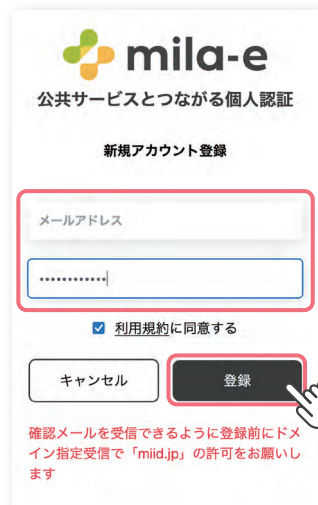 mila-e
公共サービスとつながる個人認証
新規アカウント登録
メールアドレス
••••••••••••
利用規約に同意する
キャンセル
登録
確認メールを受信できるように登録前にドメ
イン指定受信で「miid.jp」の許可をお願いし
ます